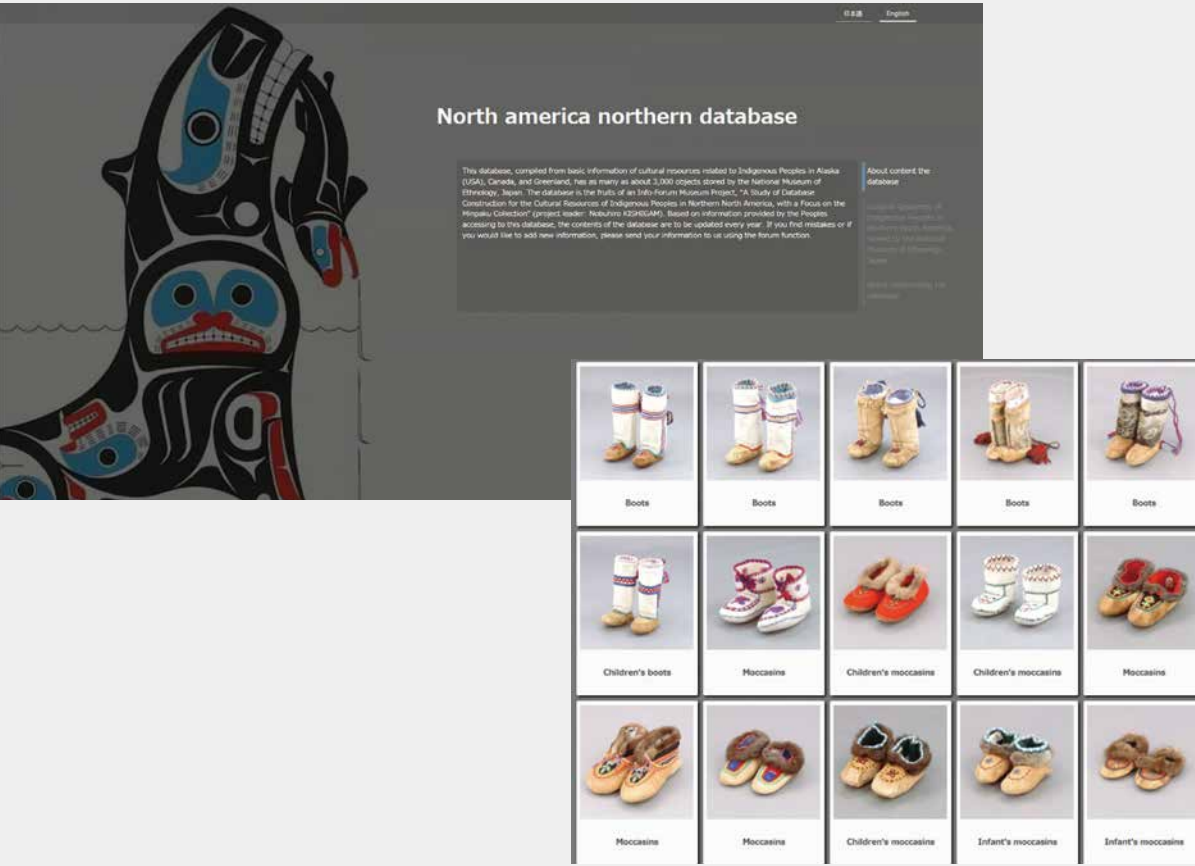 日本語
English
North america northern database
This database, compiled from basic information of cultural resources related to Indigenous Peoples in Alaska
(USA), Canada, and Greenland, has as many as about 3,000 objects stored by the National Museum of
Ethnology, Japan. The database is the fruits of an Info-Forum Museum Project, "A Study of Database
Construction for the Cultural Resources of Indigenous Peoples in Northern North America, with a Focus on the
Minpaku Collection" (project leader: Nobuhiro KISHIGAM). Based on information provided by the Peoples
accessing to this database, the contents of the database are to be updated every year. If you find mistakes or if
you would like to add new information, please send your information to us using the forum function.
About content the
database
Boots
Boots
Boots
Boots
Boots
Children's boots
Moccasins
Children's moccasins
Children's moccasins
Moccasins
Moccasins
Moccasins
Children's moccasins
Infant's moccasins
Infant's moccasins